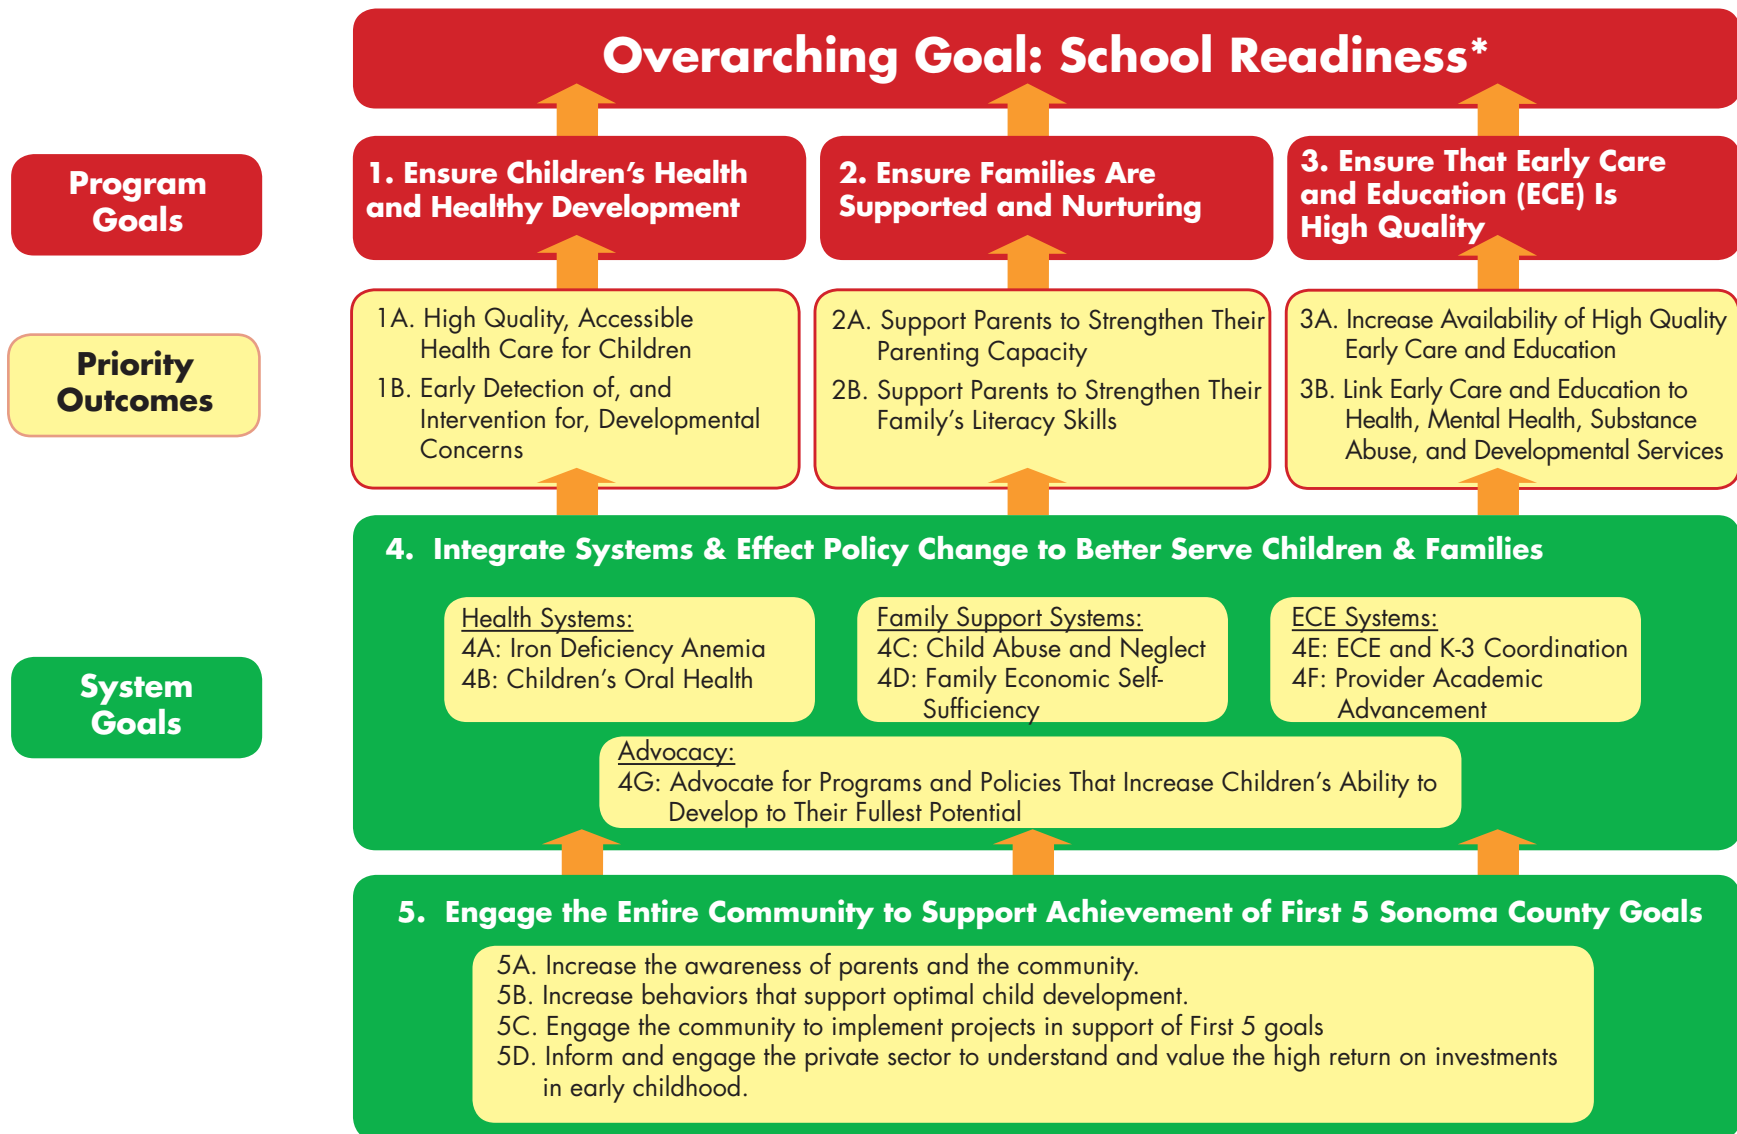 Overarching Goal: School Readiness*
Program
Goals
1. Ensure Children's Health
and Healthy Development
2. Ensure Families Are
Supported and Nurturing
3. Ensure That Early Care
and Education (ECE) Is
High Quality
Priority
Outcomes
1A. High Quality, Accessible
Health Care for Children
1B. Early Detection of, and
Intervention for, Developmental
Concerns
2A. Support Parents to Strengthen Their
Parenting Capacity
2B. Support Parents to Strengthen Their
Family's Literacy Skills
3A. Increase Availability of High Quality
Early Care and Education
3B. Link Early Care and Education to
Health, Mental Health, Substance
Abuse, and Developmental Services
System
Goals
4. Integrate Systems & Effect Policy Change to Better Serve Children & Families
Health Systems:
4A: Iron Deficiency Anemia
4B: Children's Oral Health
Family Support Systems:
4C: Child Abuse and Neglect
4D: Family Economic Self-
Sufficiency
ECE Systems:
4E: ECE and K-3 Coordination
4F: Provider Academic
Advancement
Advocacy:
4G: Advocate for Programs and Policies That Increase Children's Ability to
Develop to Their Fullest Potential
5. Engage the Entire Community to Support Achievement of First 5 Sonoma County Goals
5A. Increase the awareness of parents and the community.
5B. Increase behaviors that support optimal child development.
5C. Engage the community to implement projects in support of First 5 goals
5D. Inform and engage the private sector to understand and value the high return on investments
in early childhood.